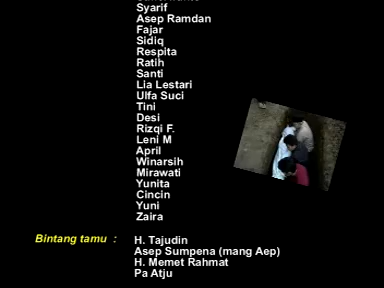 Syarif
Asep Ramdan
Fajar
Sidiq
Respita
Ratih
Santi
Lia Lestari
Ulfa Suci
Tini
Desi
Rizqi F.
Leni M
April
Winarsih
Mirawati
Yunita
Cincin
Yuni
Zaira
Bintang tamu : H. Tajudin
Asep Sumpena (mang Aep)
H. Memet Rahmat
Pa Atju